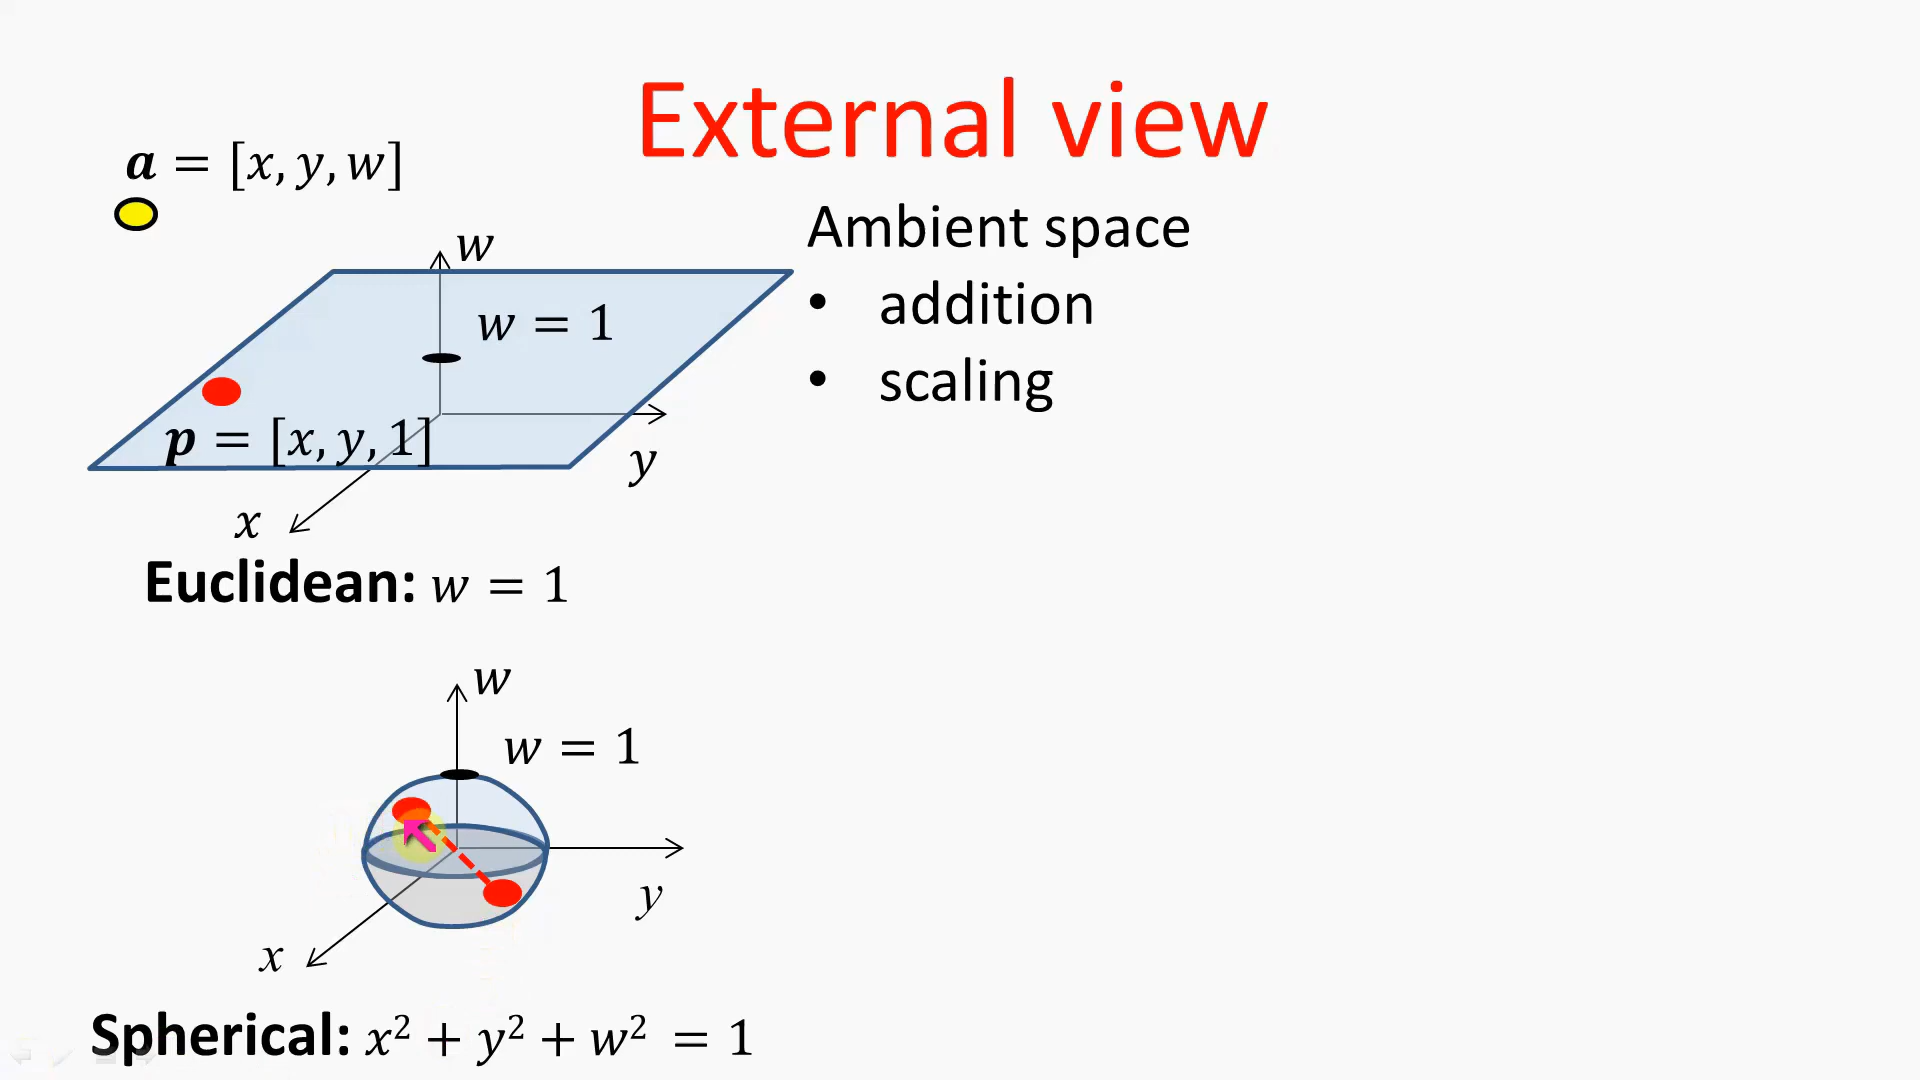 External view
𝒂 = [x, y, w]
Ambient space
• addition
• scaling
w
w = 1
𝒑 = [x, y, 1]
y
x
Euclidean: w = 1
w
w = 1
y
x
Spherical: x² + y² + w² = 1